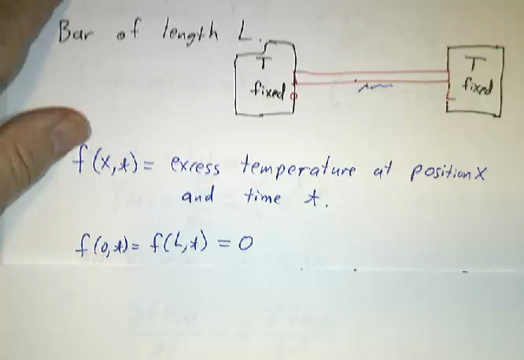 Bar of length L.
T fixed
T fixed
O
L
f(x,t) = excess temperature at position x
and time t.
f(0,t) = f(L,t) = 0